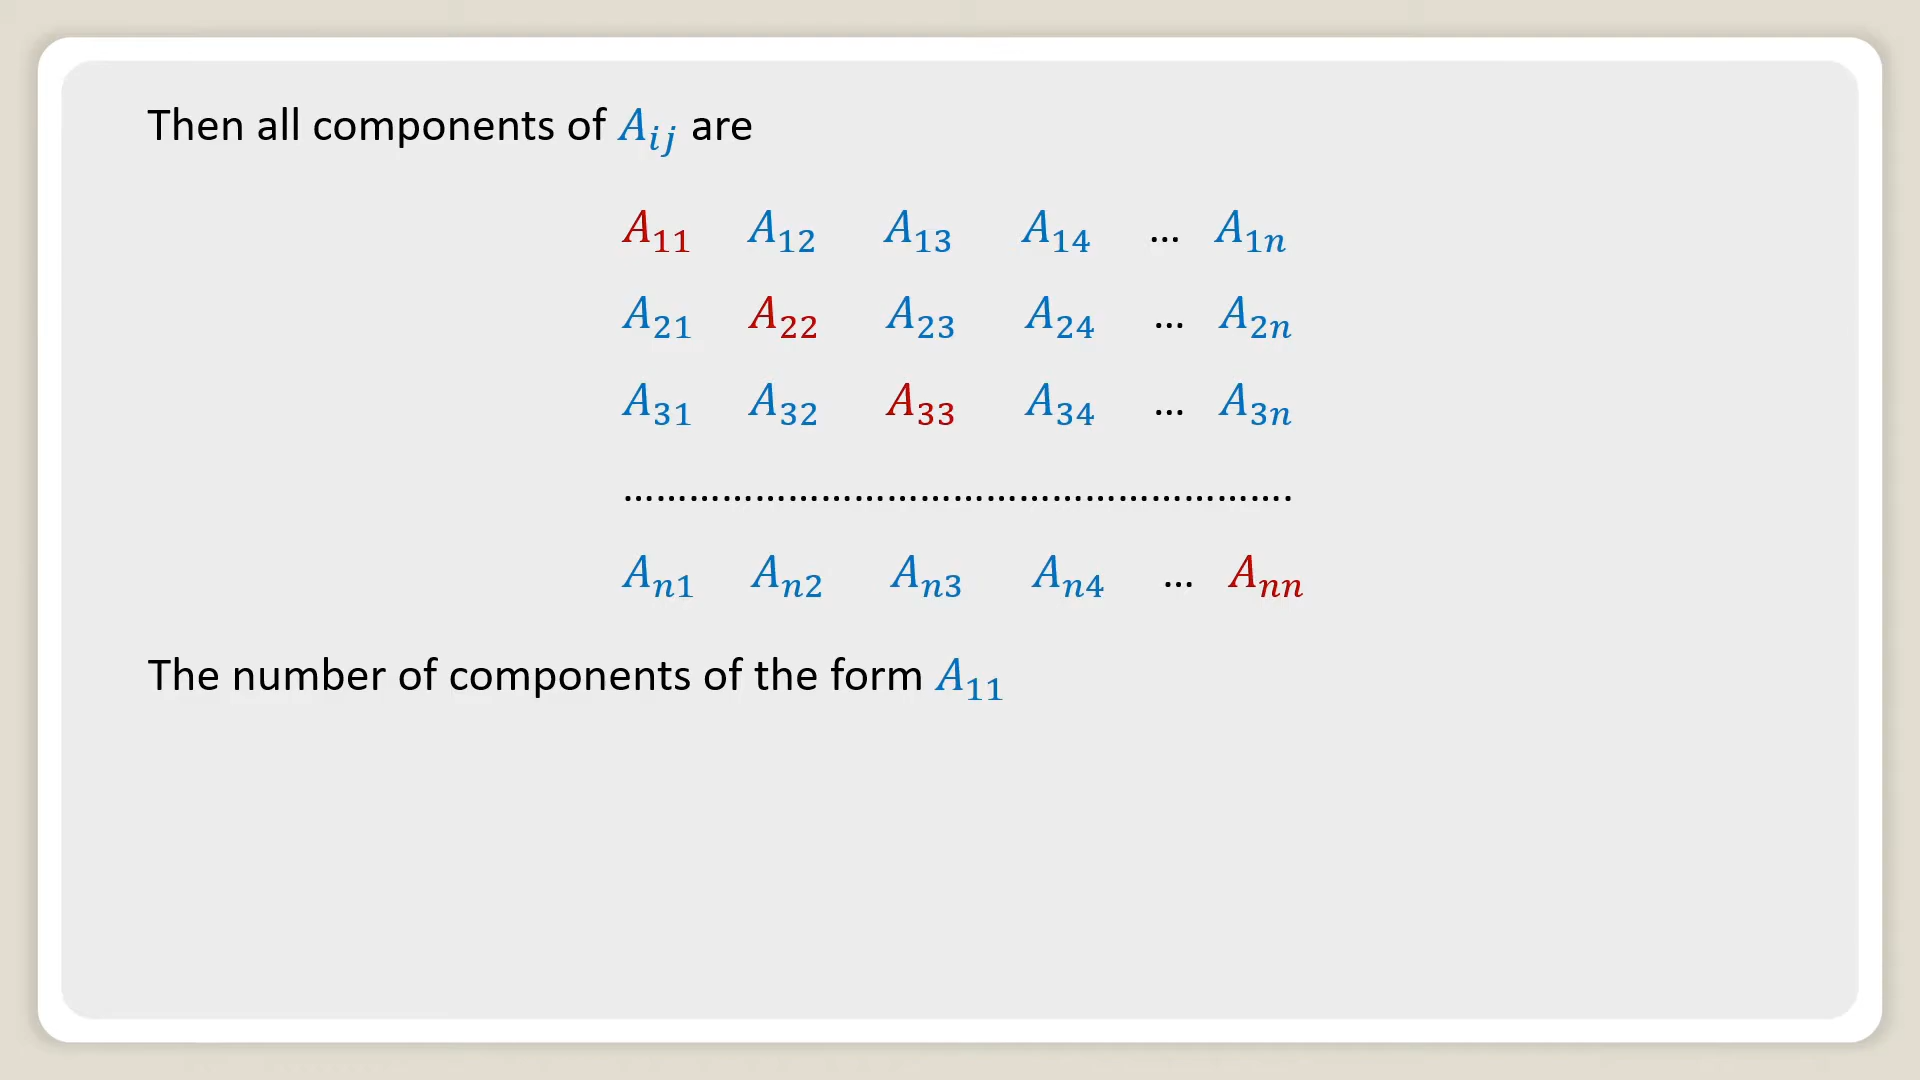 Then all components of A_{ij} are
A_{11} A_{12} A_{13} A_{14} ... A_{1n}
A_{21} A_{22} A_{23} A_{24} ... A_{2n}
A_{31} A_{32} A_{33} A_{34} ... A_{3n}
.............................................................
A_{n1} A_{n2} A_{n3} A_{n4} ... A_{nn}
The number of components of the form A_{11}